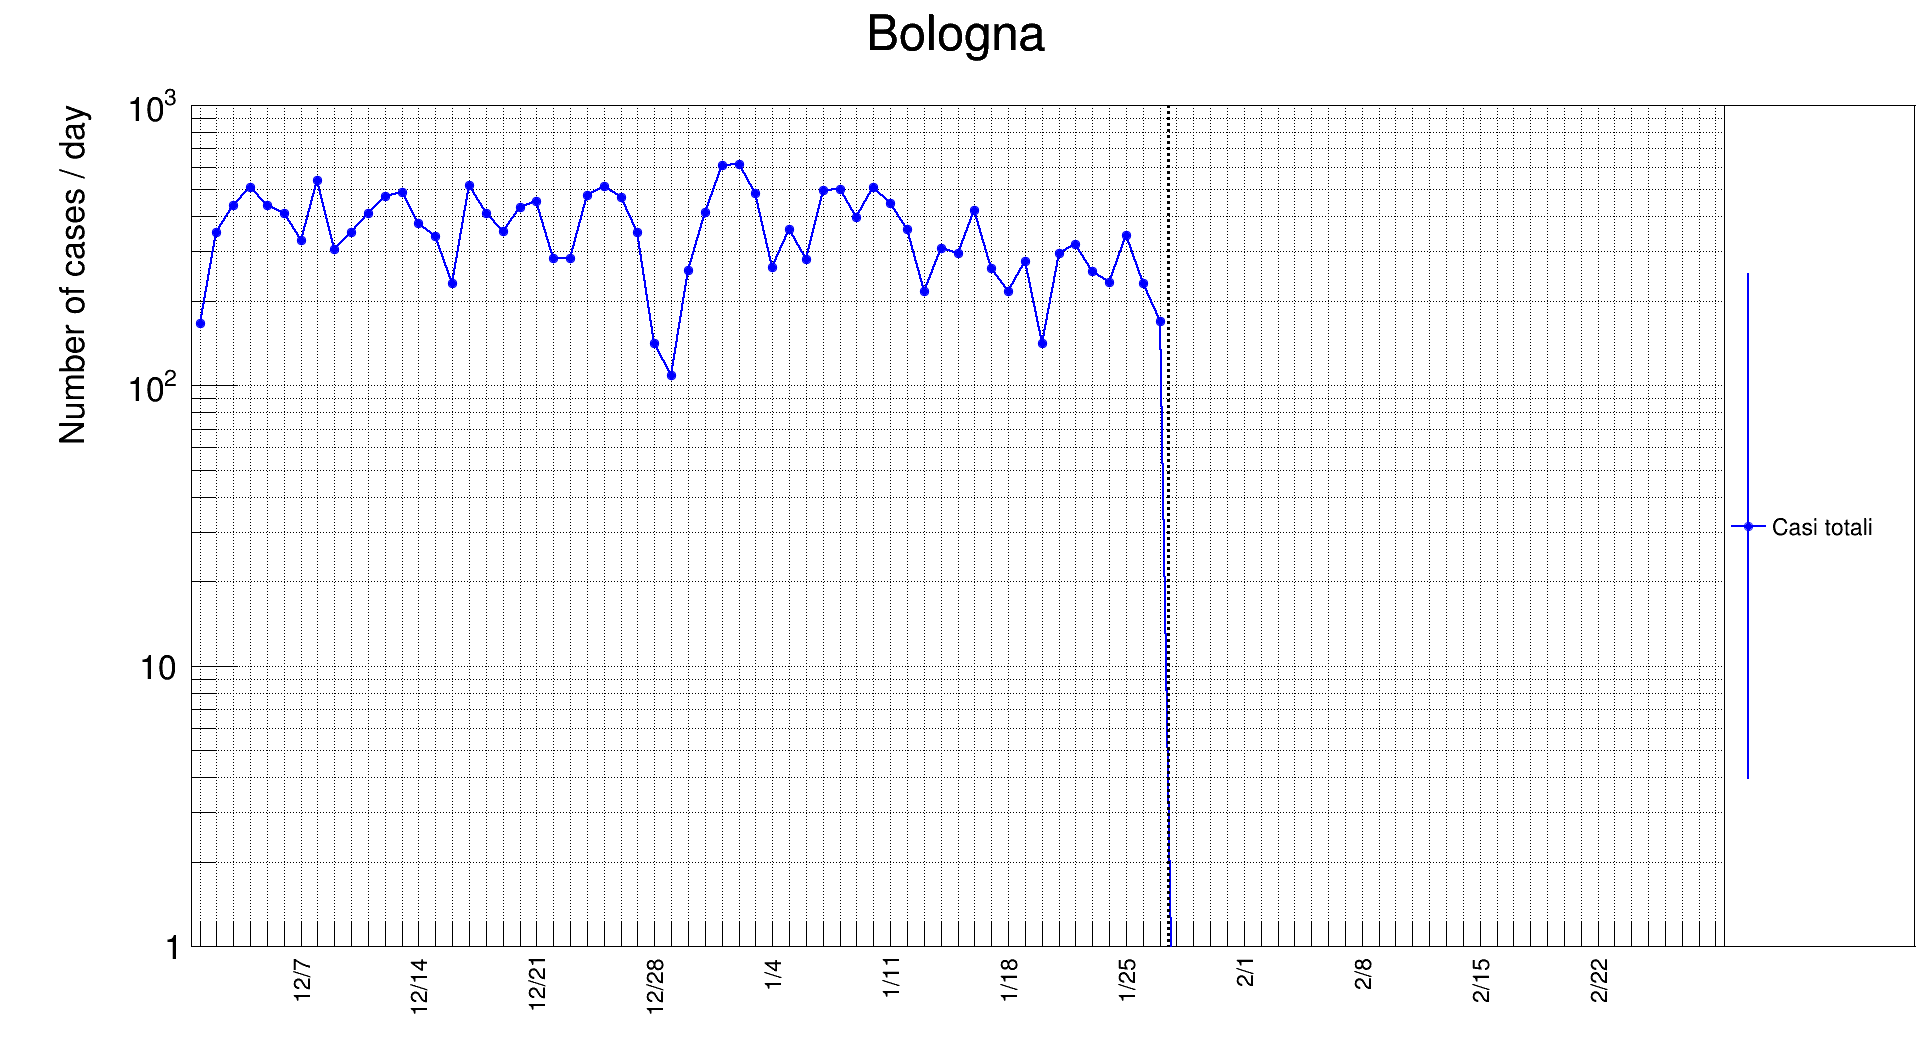 Bologna
Number of cases / day
10³
10²
10
1
12/7 12/14 12/21 12/28 1/4 1/11 1/18 1/25 2/1 2/8 2/15 2/22
Casi totali